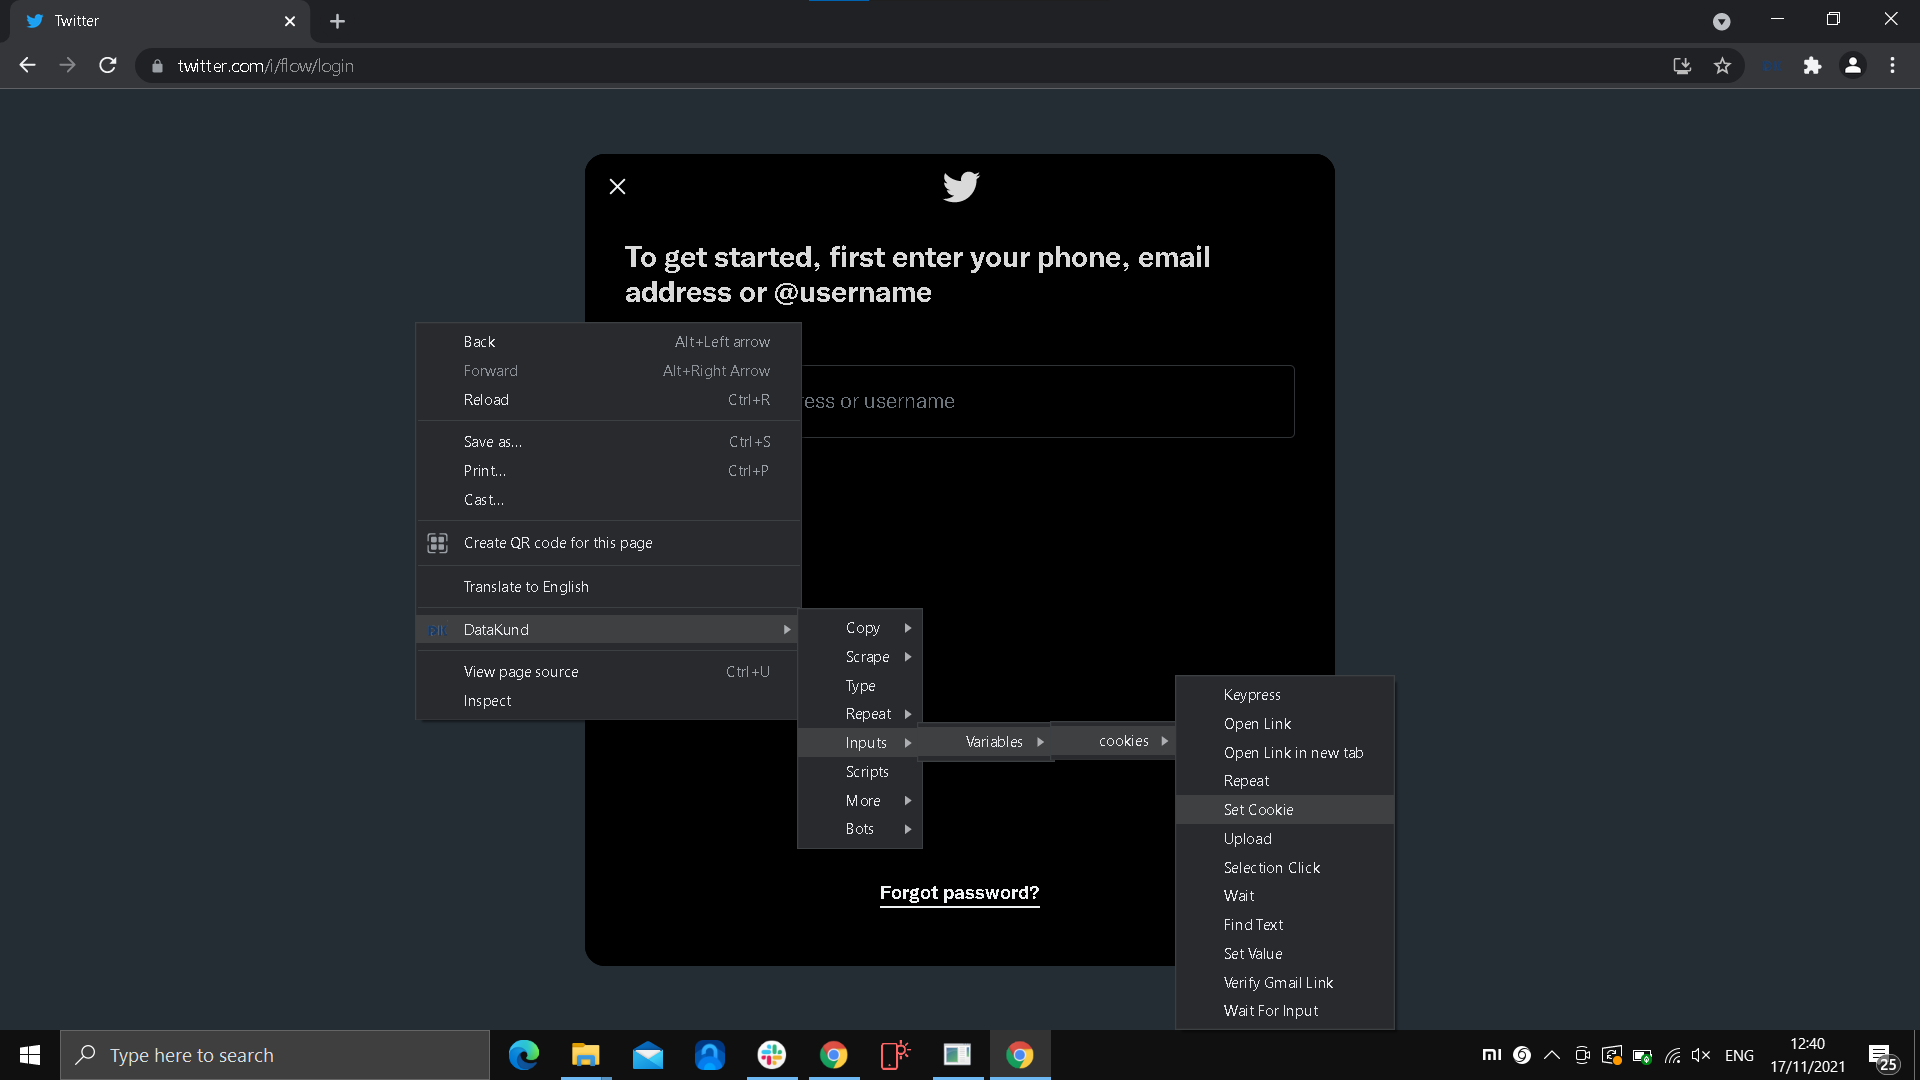 Twitter
twitter.com/i/flow/login
To get started, first enter your phone, email
address or @username
ress or username
Back Alt+Left arrow
Forward Alt+Right Arrow
Reload Ctrl+R
Save as... Ctrl+S
Print... Ctrl+P
Cast...
Create QR code for this page
Translate to English
DataKund
View page source Ctrl+U
Inspect
Copy
Scrape
Type
Repeat
Inputs
Scripts
More
Bots
Variables
cookies
Keypress
Open Link
Open Link in new tab
Repeat
Set Cookie
Upload
Selection Click
Wait
Find Text
Set Value
Verify Gmail Link
Wait For Input
Forgot password?
Type here to search
ENG
12:40
17/11/2021
25